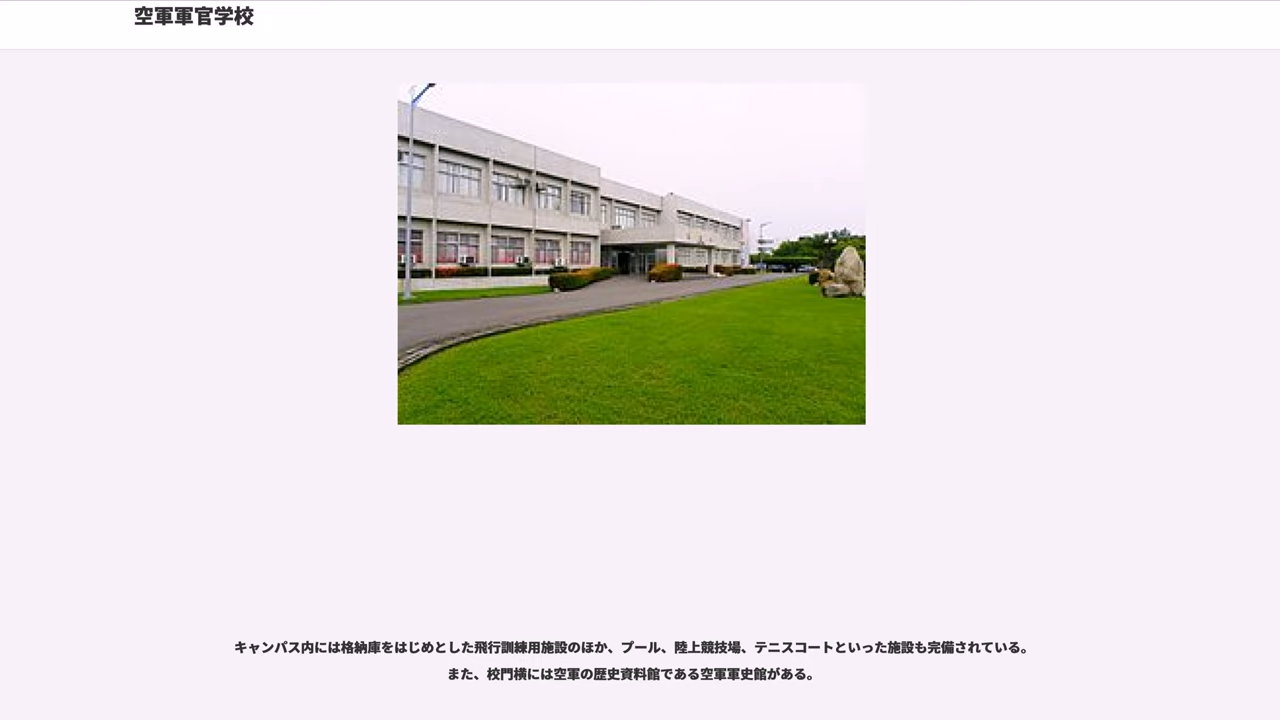 空軍軍官学校
キャンパス内には格納庫をはじめとした飛行訓練用施設のほか、プール、陸上競技場、テニスコートといった施設も完備されている。
また、校門横には空軍の歴史資料館である空軍軍史館がある。